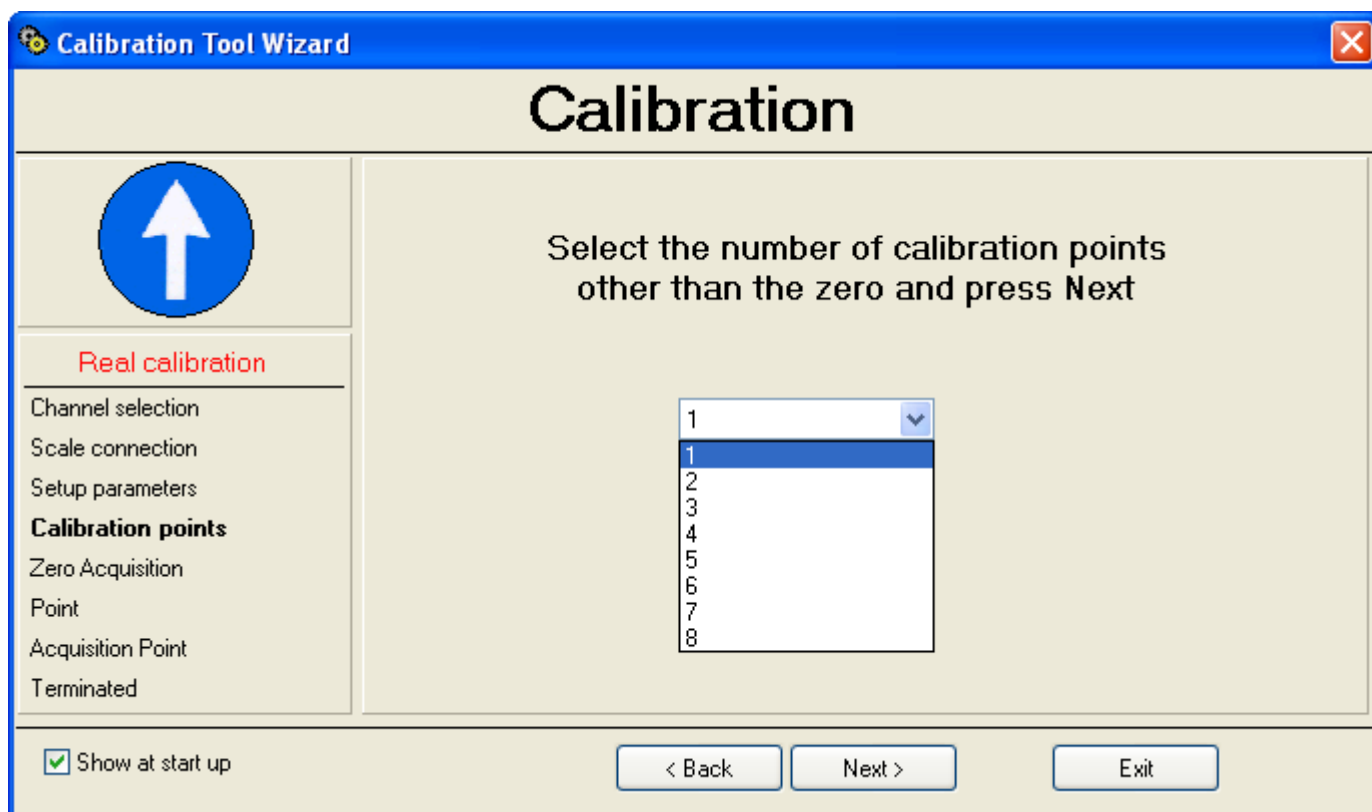 Calibration Tool Wizard
Calibration
Real calibration
Channel selection
Scale connection
Setup parameters
Calibration points
Zero Acquisition
Point
Acquisition Point
Terminated
Select the number of calibration points
other than the zero and press Next
1
1
2
3
4
5
6
7
8
Show at start up
< Back
Next >
Exit